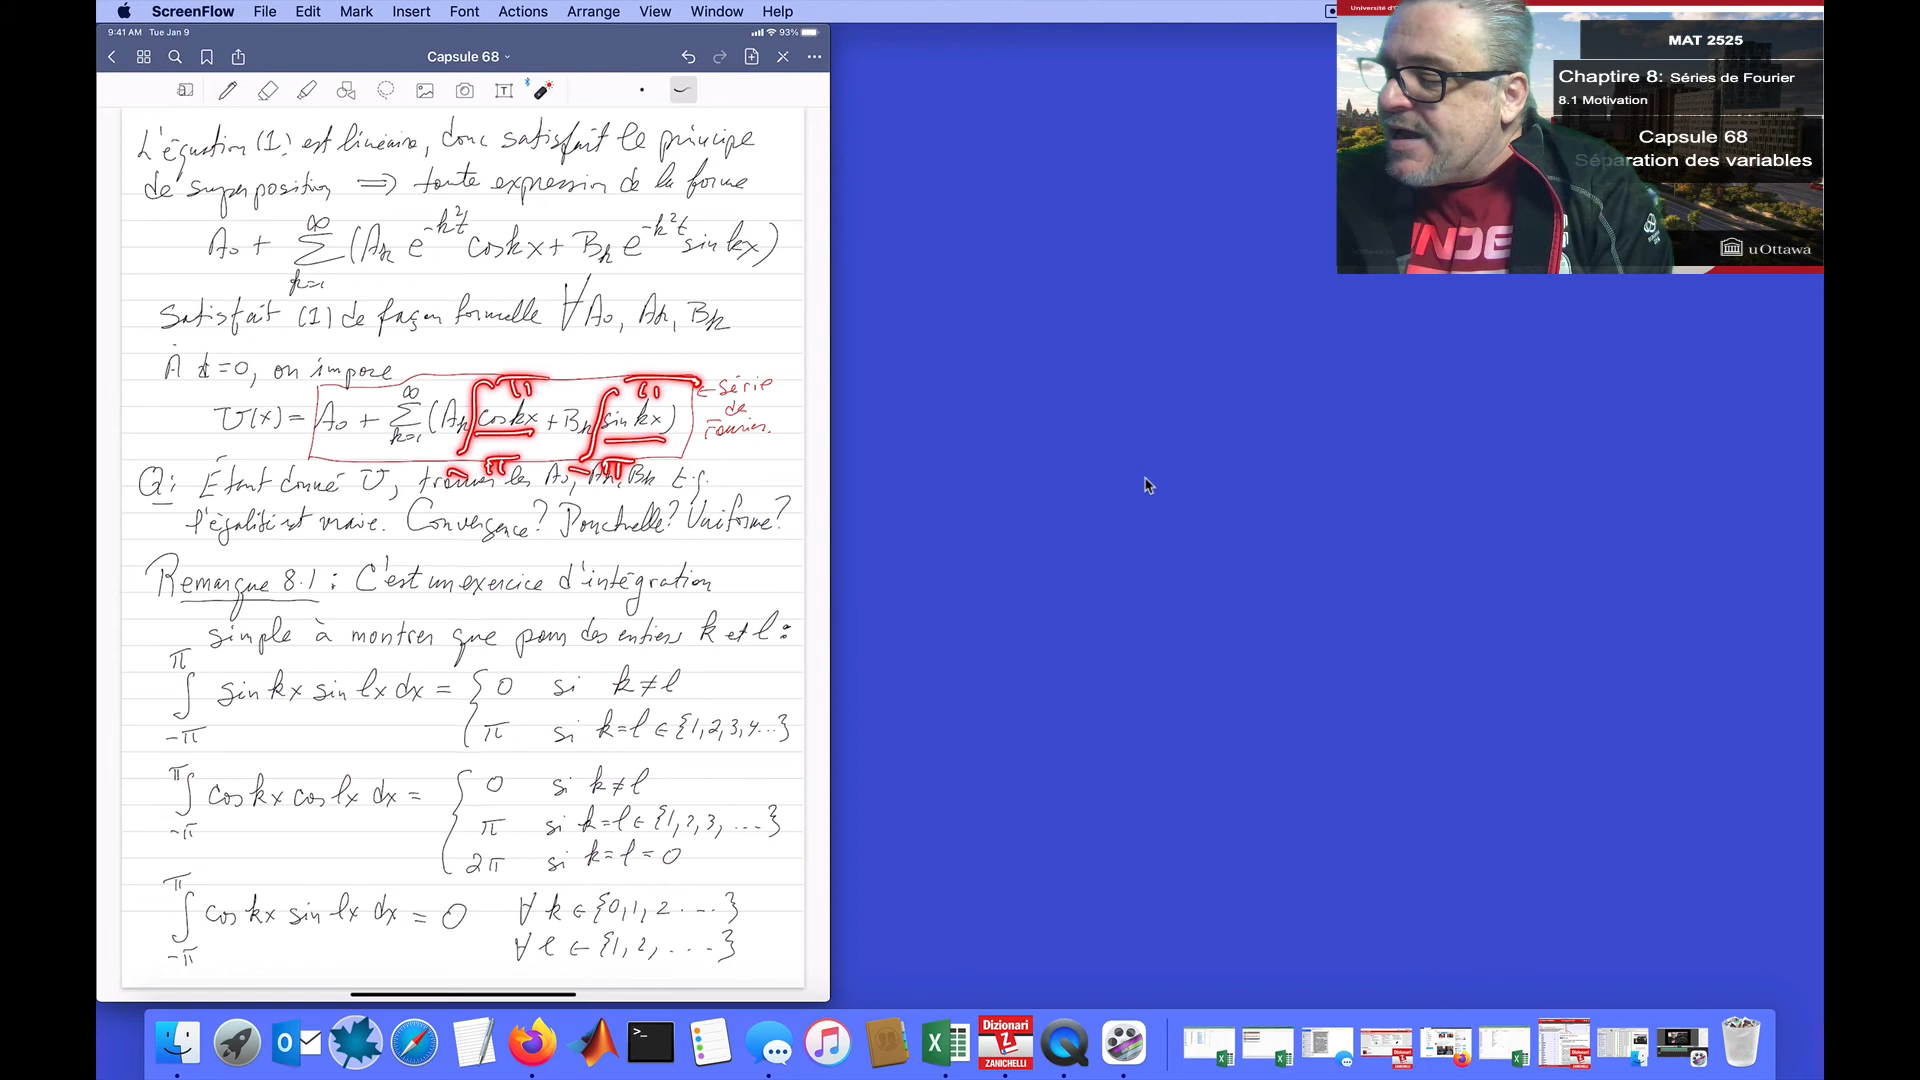 ScreenFlow File Edit Mark Insert Font Actions Arrange View Window Help
9:41 AM Tue Jan 9
93%
Capsule 68
L'équation (1) est linéaire, donc satisfait le principe
de superposition ⟹ toute expression de la forme
A₀ + ∑_{k=1}^{∞} (A_k e^{-k²t} cos kx + B_k e^{-k²t} sin kx)
Satisfait (1) de façon formelle ∀ A₀, A_k, B_k
À t=0, on impose
U(x) = A₀ + ∑_{k=1}^{∞} (A_k cos kx + B_k sin kx)
∫_{-π}^{π} ∫_{-π}^{π}
← Série
de
Fourier.
Q: Étant donné U, trouver les A₀, A_k, B_k t.q.
l'égalité est vraie. Convergence? Ponctuelle? Uniforme?
Remarque 8.1 : C'est un exercice d'intégration
simple à montrer que pour des entiers k et l :
∫_{-π}^{π} sin kx sin lx dx = { 0 si k ≠ l
π si k = l ∈ {1, 2, 3, 4...}
∫_{-π}^{π} cos kx cos lx dx = { 0 si k ≠ l
π si k = l ∈ {1, 2, 3, ....}
2π si k = l = 0
∫_{-π}^{π} cos kx sin lx dx = 0 ∀ k ∈ {0, 1, 2 ....}
∀ l ∈ {1, 2, ....}
MAT 2525
Chaptire 8: Séries de Fourier
8.1 Motivation
Capsule 68
Séparation des variables
uOttawa
Dizionari
ZANICHELLI